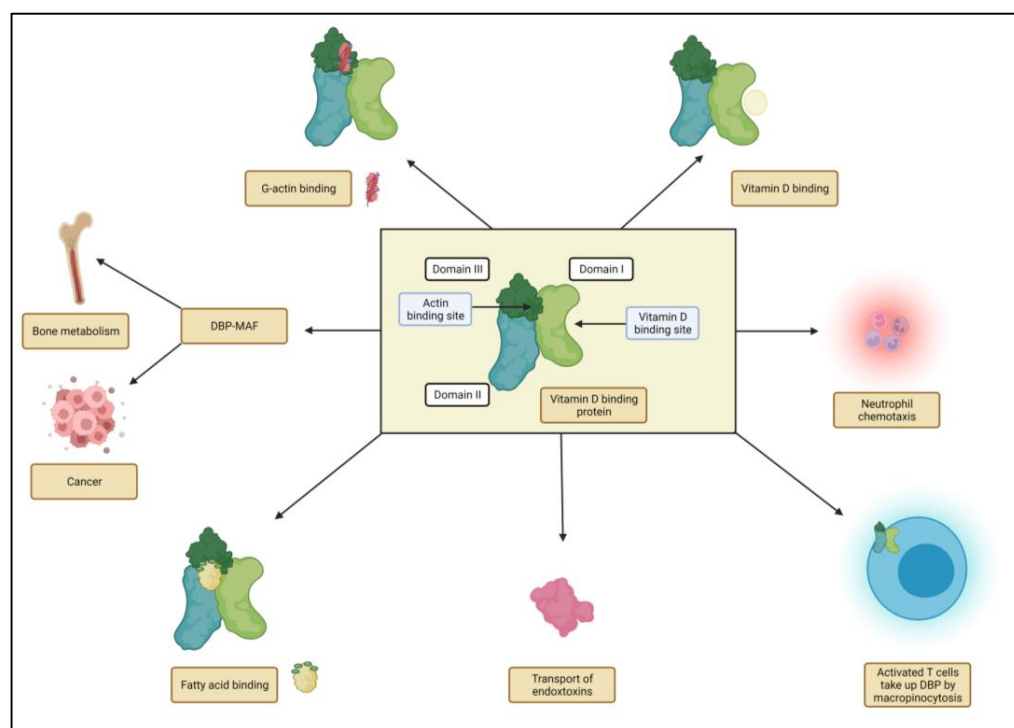 G-actin binding
Vitamin D binding
Domain III
Domain I
Actin
binding site
Vitamin D
binding site
Bone metabolism
DBP-MAF
Domain II
Vitamin D binding
protein
Neutrophil
chemotaxis
Cancer
Fatty acid binding
Transport of
endoxtoxins
Activated T cells
take up DBP by
macropinocytosis